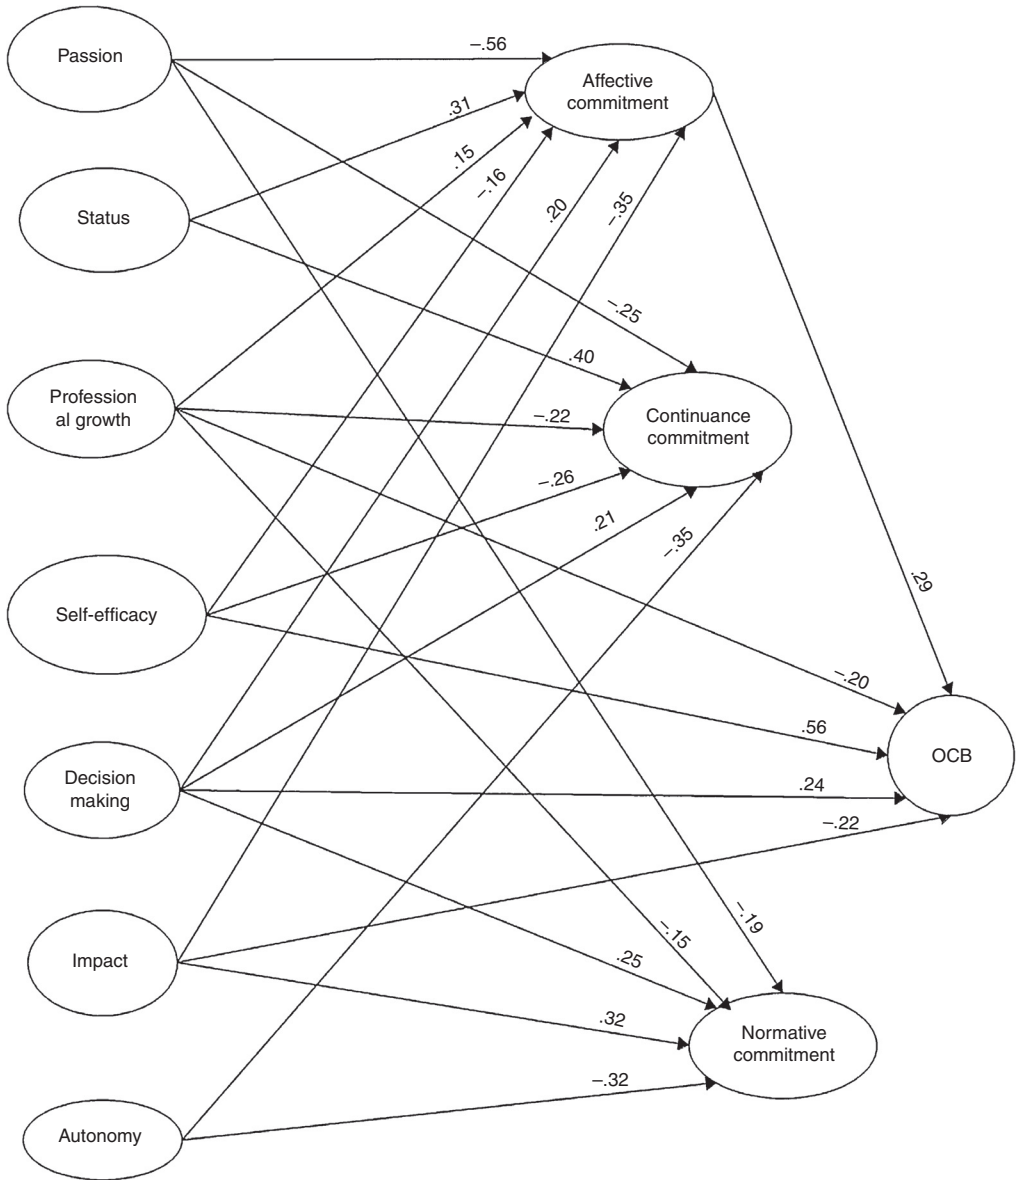 Passion
–.56
Affective
commitment
.31
.15
–.16
.20
–.35
Status
–.25
.40
Profession
al growth
–.22
Continuance
commitment
–.26
.21
–.35
Self-efficacy
.29
–.20
.56
OCB
Decision
making
.24
–.22
–.19
–.15
.25
Impact
.32
Normative
commitment
–.32
Autonomy